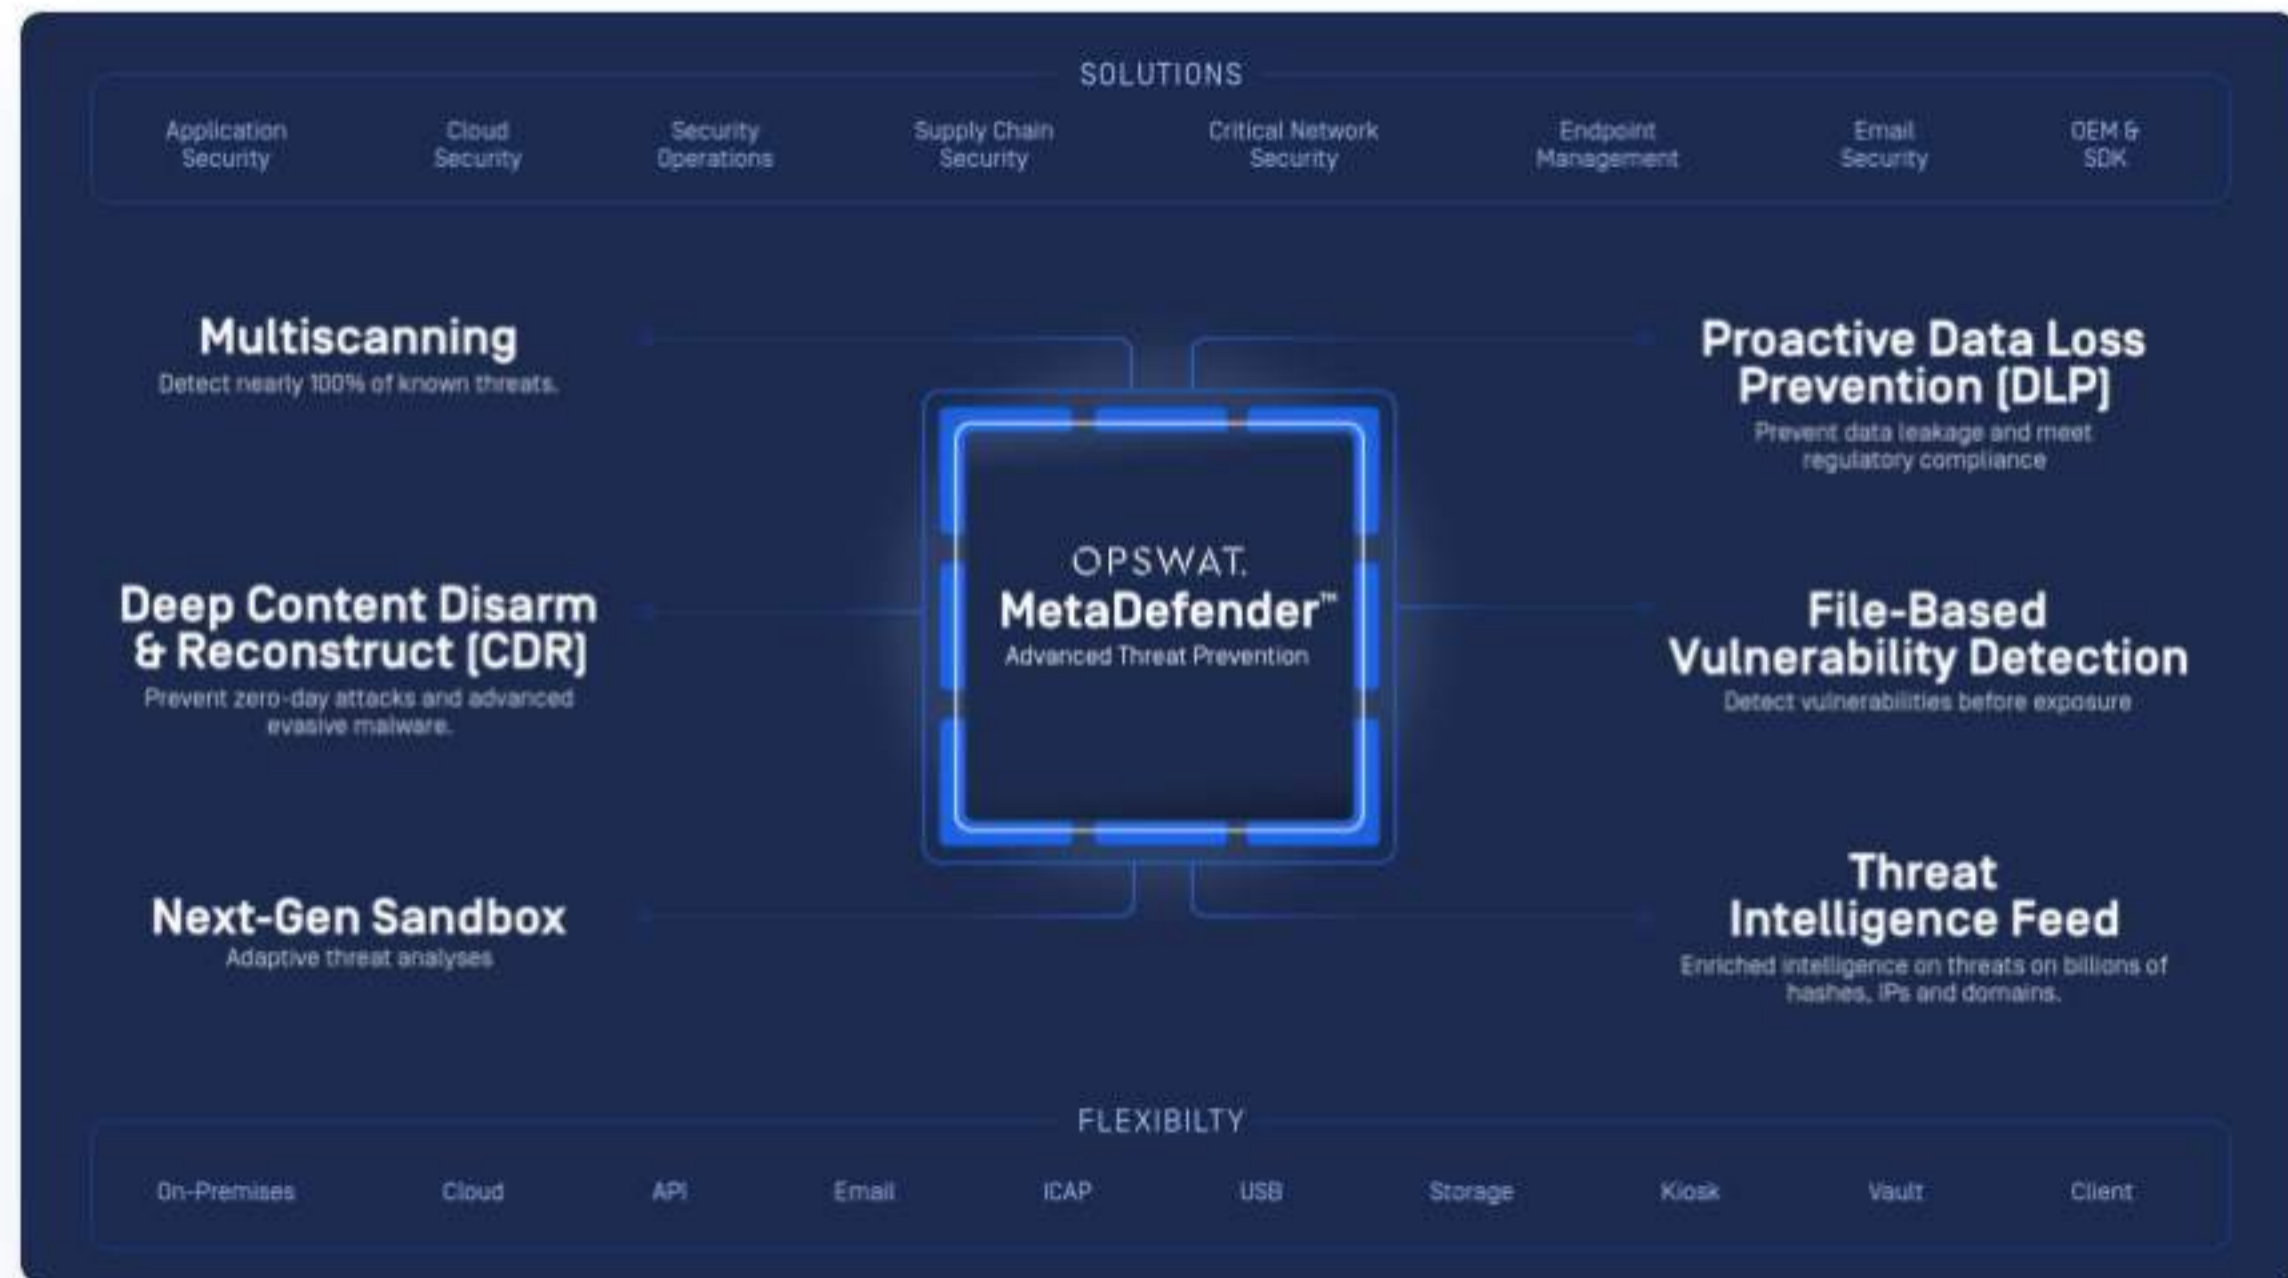 SOLUTIONS
Application
Security
Cloud
Security
Security
Operations
Supply Chain
Security
Critical Network
Security
Endpoint
Management
Email
Security
OEM &
SDK
Multiscanning
Detect nearly 100% of known threats.
Deep Content Disarm
& Reconstruct (CDR)
Prevent zero-day attacks and advanced
evasive malware.
Next-Gen Sandbox
Adaptive threat analyses
OPSWAT.
MetaDefender™
Advanced Threat Prevention
Proactive Data Loss
Prevention (DLP)
Prevent data leakage and meet
regulatory compliance
File-Based
Vulnerability Detection
Detect vulnerabilities before exposure
Threat
Intelligence Feed
Enriched intelligence on threats on billions of
hashes, IPs and domains.
FLEXIBILTY
On-Premises
Cloud
API
Email
ICAP
USB
Storage
Kiosk
Vault
Client